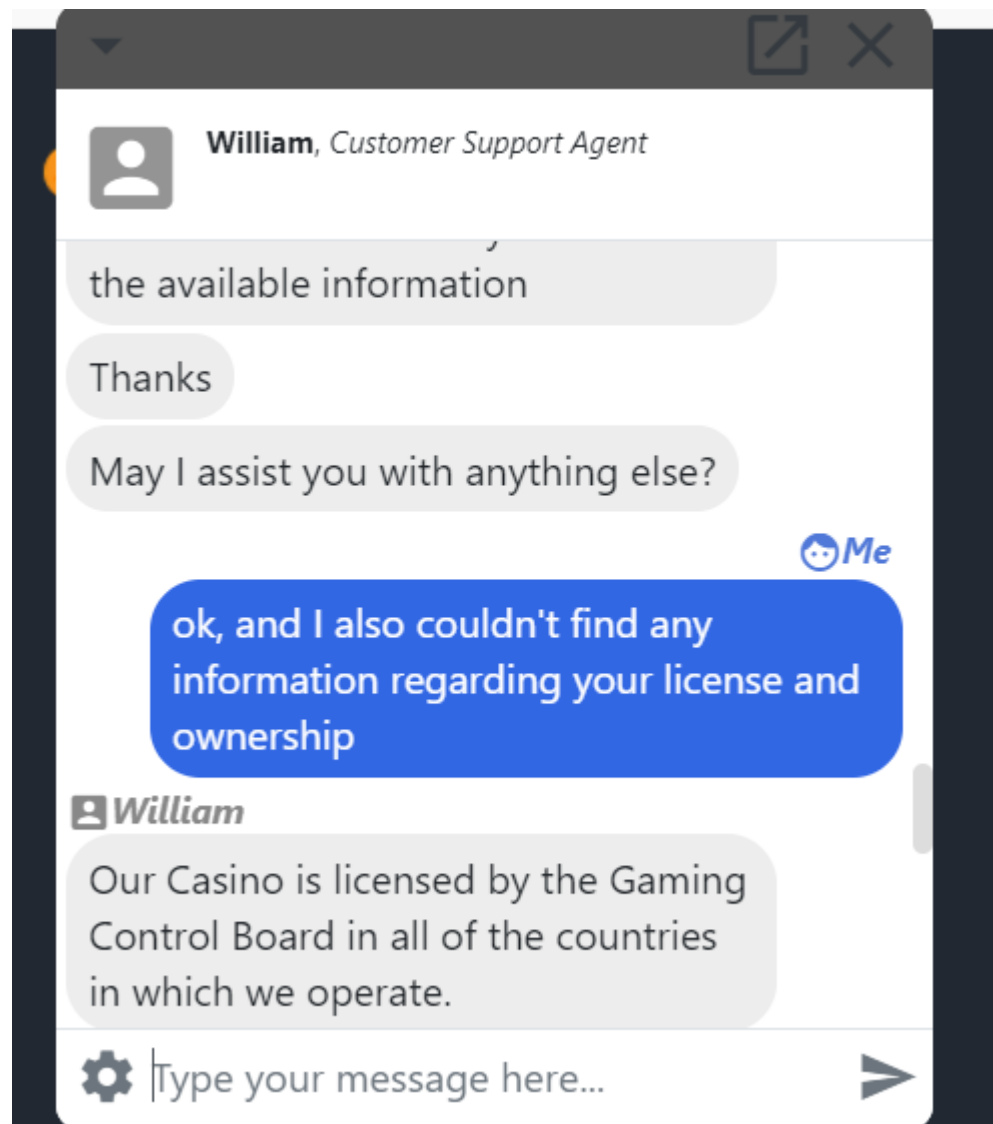 William, Customer Support Agent
the available information
Thanks
May I assist you with anything else?
Me
ok, and I also couldn't find any
information regarding your license and
ownership
William
Our Casino is licensed by the Gaming
Control Board in all of the countries
in which we operate.
Type your message here...